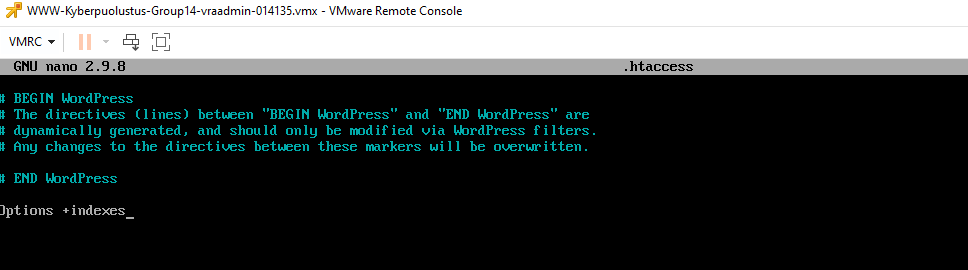 WWW-Kyberpuolustus-Group14-vraadmin-014135.vmx - VMware Remote Console
VMRC
GNU nano 2.9.8 .htaccess
# BEGIN WordPress
# The directives (lines) between "BEGIN WordPress" and "END WordPress" are
# dynamically generated, and should only be modified via WordPress filters.
# Any changes to the directives between these markers will be overwritten.
# END WordPress
Options +indexes_